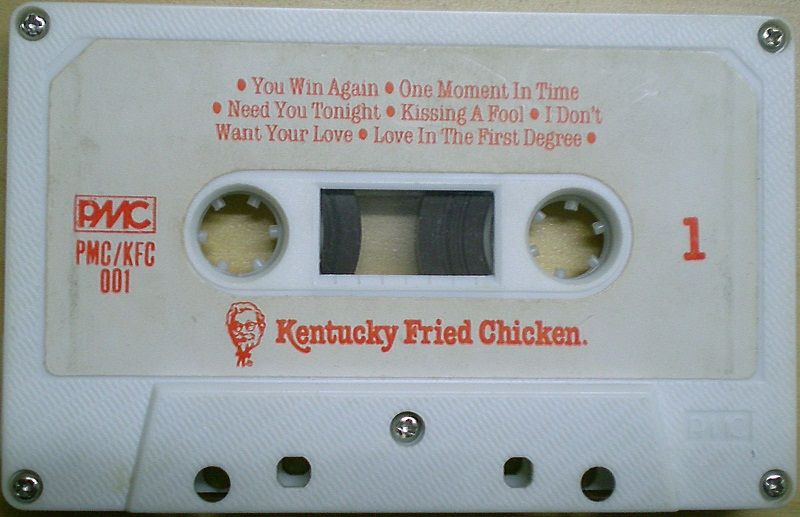 • You Win Again • One Moment In Time
• Need You Tonight • Kissing A Fool • I Don't
Want Your Love • Love In The First Degree •
PMC
PMC/KFC
001
1
Kentucky Fried Chicken.
PMC